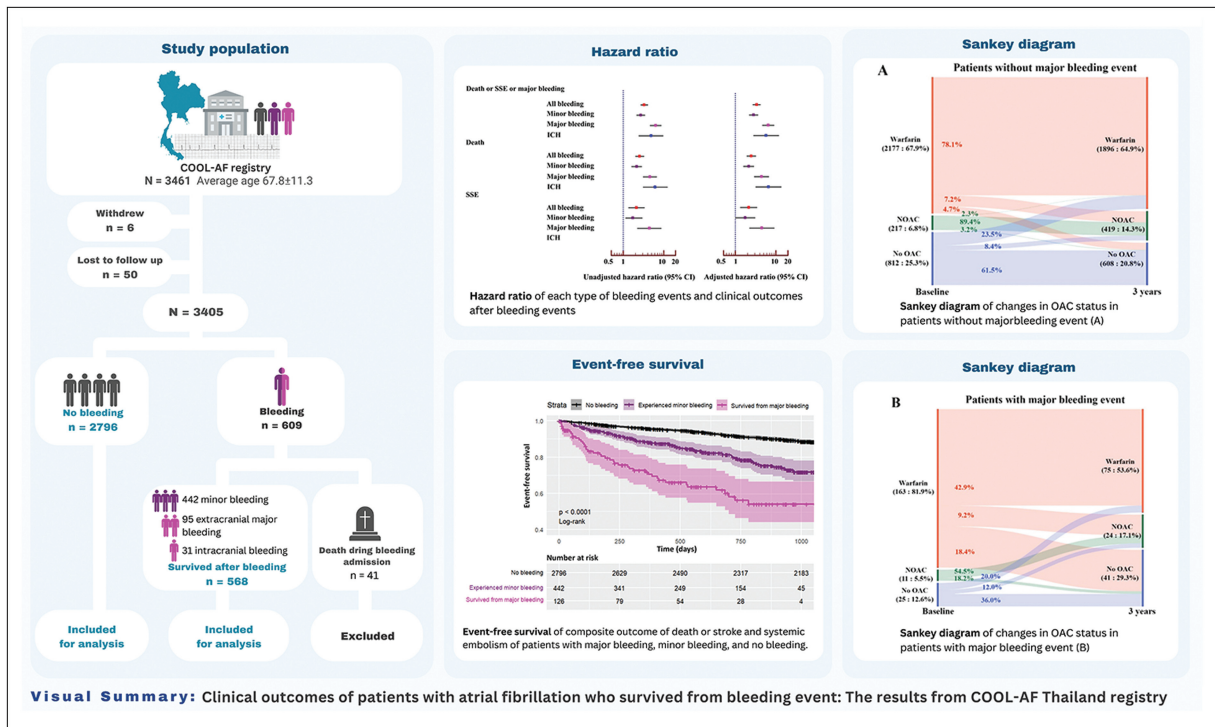 Study population
COOL-AF registry
N = 3461 Average age 67.8±11.3
Withdrew
n = 6
Lost to follow up
n = 50
N = 3405
No bleeding
n = 2796
Bleeding
n = 609
442 minor bleeding
95 extracranial major
bleeding
31 intracranial bleeding
Survived after bleeding
n = 568
Death dring bleeding
admission
n = 41
Included
for analysis
Included
for analysis
Excluded
Hazard ratio
Death or SSE or major bleeding
All bleeding
Minor bleeding
Major bleeding
ICH
Death
All bleeding
Minor bleeding
Major bleeding
ICH
SSE
All bleeding
Minor bleeding
Major bleeding
ICH
0.5 1 10 20
0.5 1 10 20
Unadjusted hazard ratio (95% CI)
Adjusted hazard ratio (95% CI)
Hazard ratio of each type of bleeding events and clinical outcomes
after bleeding events
Event-free survival
Strata No bleeding Experienced minor bleeding Survived from major bleeding
Event-free survival
1.0
0.8
0.6
0.4
p < 0.0001
Log-rank
0 250 500 750 1000
Time (days)
Number at risk
No bleeding 2796 2629 2490 2317 2183
Experienced minor bleeding 442 341 249 154 45
Survived from major bleeding 126 79 54 28 4
Event-free survival of composite outcome of death or stroke and systemic
embolism of patients with major bleeding, minor bleeding, and no bleeding.
Sankey diagram
A
Patients without major bleeding event
Warfarin
(2177 : 67.9%)
78.1%
7.2%
4.7%
NOAC
(217 : 6.8%)
2.3%
89.4%
3.2%
No OAC
(812 : 25.3%)
23.5%
8.4%
61.5%
Warfarin
(1896 : 64.9%)
NOAC
(419 : 14.3%)
No OAC
(608 : 20.8%)
Baseline
3 years
Sankey diagram of changes in OAC status in
patients without majorbleeding event (A)
Sankey diagram
B
Patients with major bleeding event
Warfarin
(163 : 81.9%)
42.9%
9.2%
18.4%
NOAC
(11 : 5.5%)
54.5%
18.2%
No OAC
(25 : 12.6%)
20.0%
12.0%
36.0%
Warfarin
(75 : 53.6%)
NOAC
(24 : 17.1%)
No OAC
(41 : 29.3%)
Baseline
3 years
Sankey diagram of changes in OAC status in
patients with major bleeding event (B)
Visual Summary: Clinical outcomes of patients with atrial fibrillation who survived from bleeding event: The results from COOL-AF Thailand registry